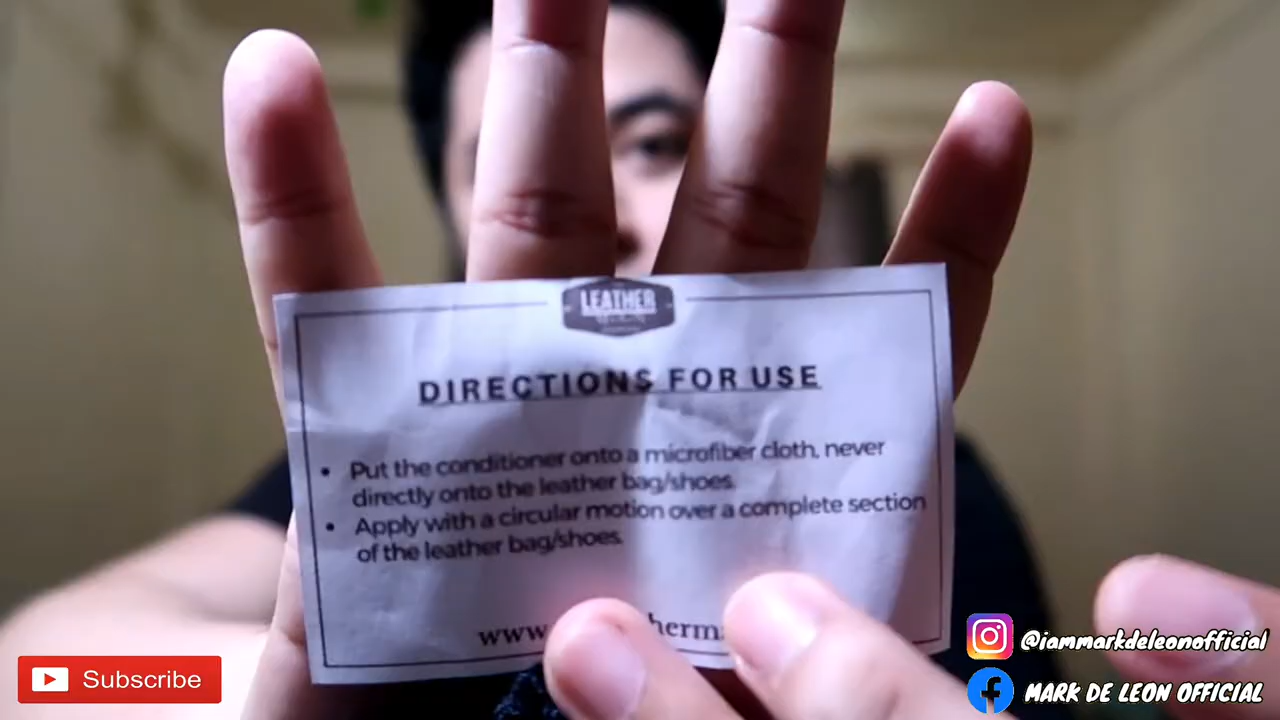 LEATHER
DIRECTIONS FOR USE
• Put the conditioner onto a microfiber cloth, never
directly onto the leather bag/shoes.
• Apply with a circular motion over a complete section
of the leather bag/shoes.
Subscribe
@iammarkdeleonofficial
MARK DE LEON OFFICIAL